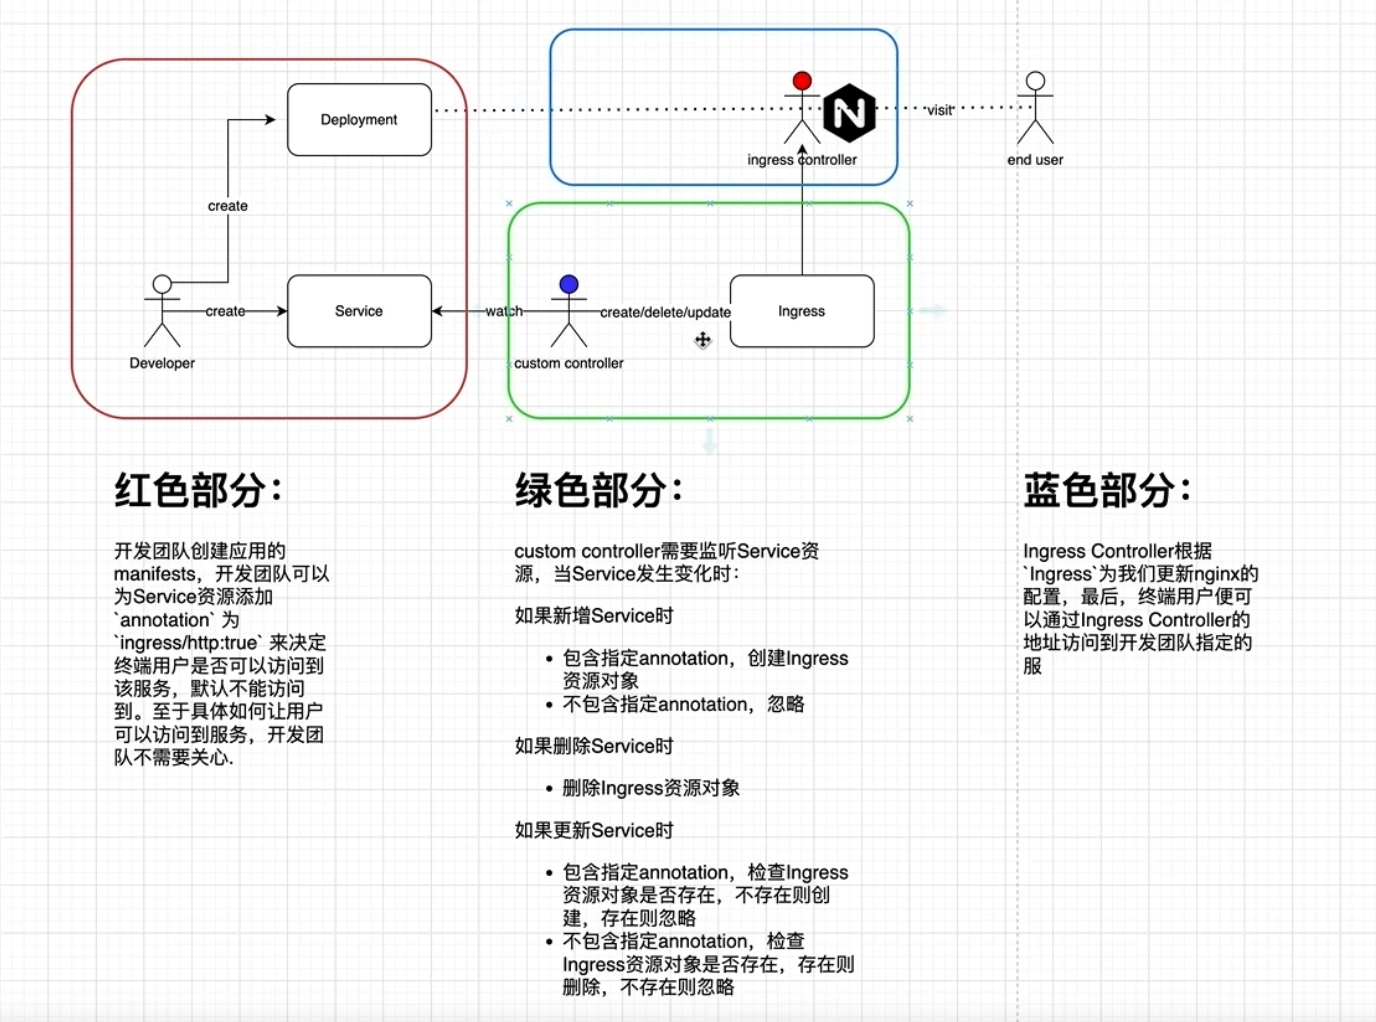 Deployment
N
visit
ingress controller
end user
create
Service
create
watch
create/delete/update
Ingress
Developer
custom controller
红色部分：
开发团队创建应用的
manifests，开发团队可以
为Service资源添加
`annotation` 为
`ingress/http:true` 来决定
终端用户是否可以访问到
该服务，默认不能访问
到。至于具体如何让用户
可以访问到服务，开发团
队不需要关心.
绿色部分：
custom controller需要监听Service资
源，当Service发生变化时：
如果新增Service时
• 包含指定annotation，创建Ingress
资源对象
• 不包含指定annotation，忽略
如果删除Service时
• 删除Ingress资源对象
如果更新Service时
• 包含指定annotation，检查Ingress
资源对象是否存在，不存在则创
建，存在则忽略
• 不包含指定annotation，检查
Ingress资源对象是否存在，存在则
删除，不存在则忽略
蓝色部分：
Ingress Controller根据
`Ingress`为我们更新nginx的
配置，最后，终端用户便可
以通过Ingress Controller的
地址访问到开发团队指定的
服